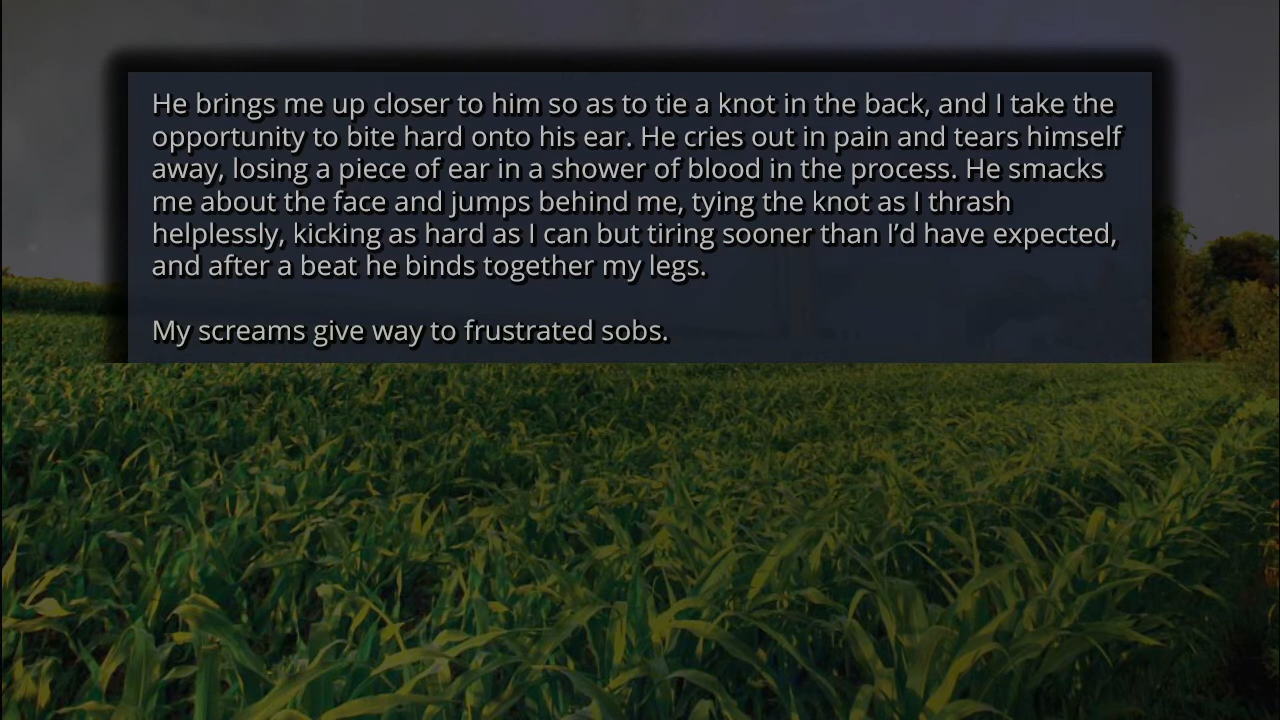 He brings me up closer to him so as to tie a knot in the back, and I take the
opportunity to bite hard onto his ear. He cries out in pain and tears himself
away, losing a piece of ear in a shower of blood in the process. He smacks
me about the face and jumps behind me, tying the knot as I thrash
helplessly, kicking as hard as I can but tiring sooner than I’d have expected,
and after a beat he binds together my legs.
My screams give way to frustrated sobs.